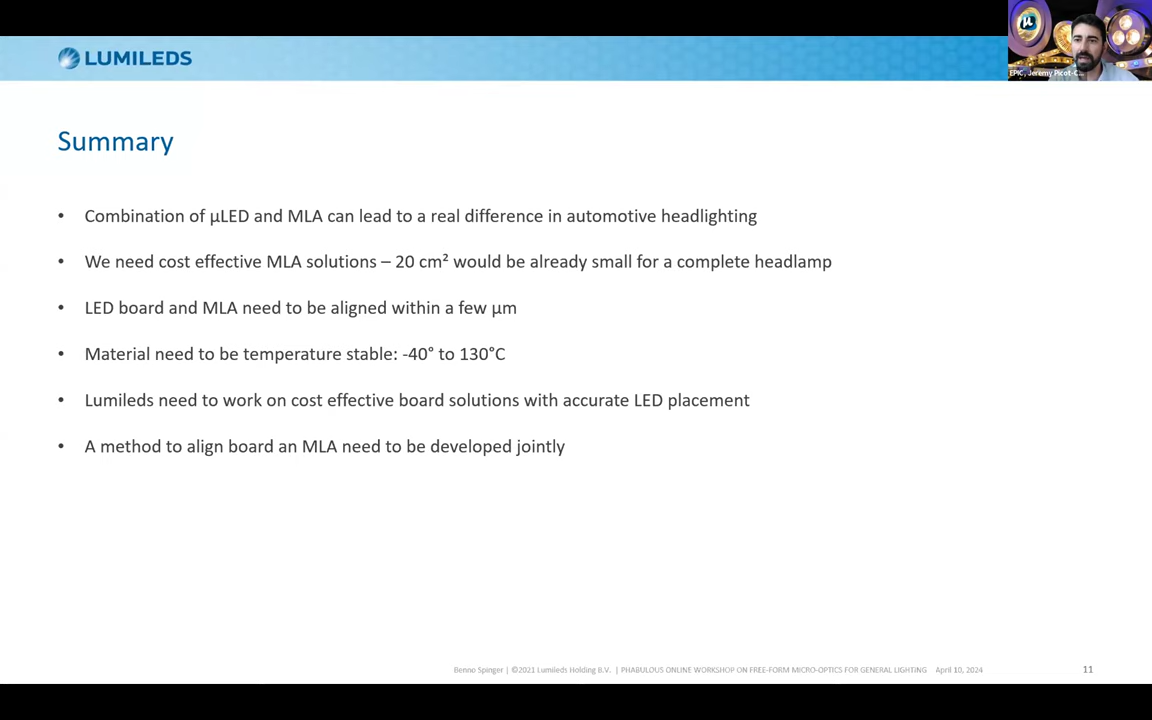 LUMILEDS
EPIC, Jeremy Picot-C...
Summary
• Combination of µLED and MLA can lead to a real difference in automotive headlighting
• We need cost effective MLA solutions – 20 cm² would be already small for a complete headlamp
• LED board and MLA need to be aligned within a few µm
• Material need to be temperature stable: -40° to 130°C
• Lumileds need to work on cost effective board solutions with accurate LED placement
• A method to align board an MLA need to be developed jointly
Benno Spinger | ©2021 Lumileds Holding B.V. | PHABULOUS ONLINE WORKSHOP ON FREE-FORM MICRO-OPTICS FOR GENERAL LIGHTING April 10, 2024 11